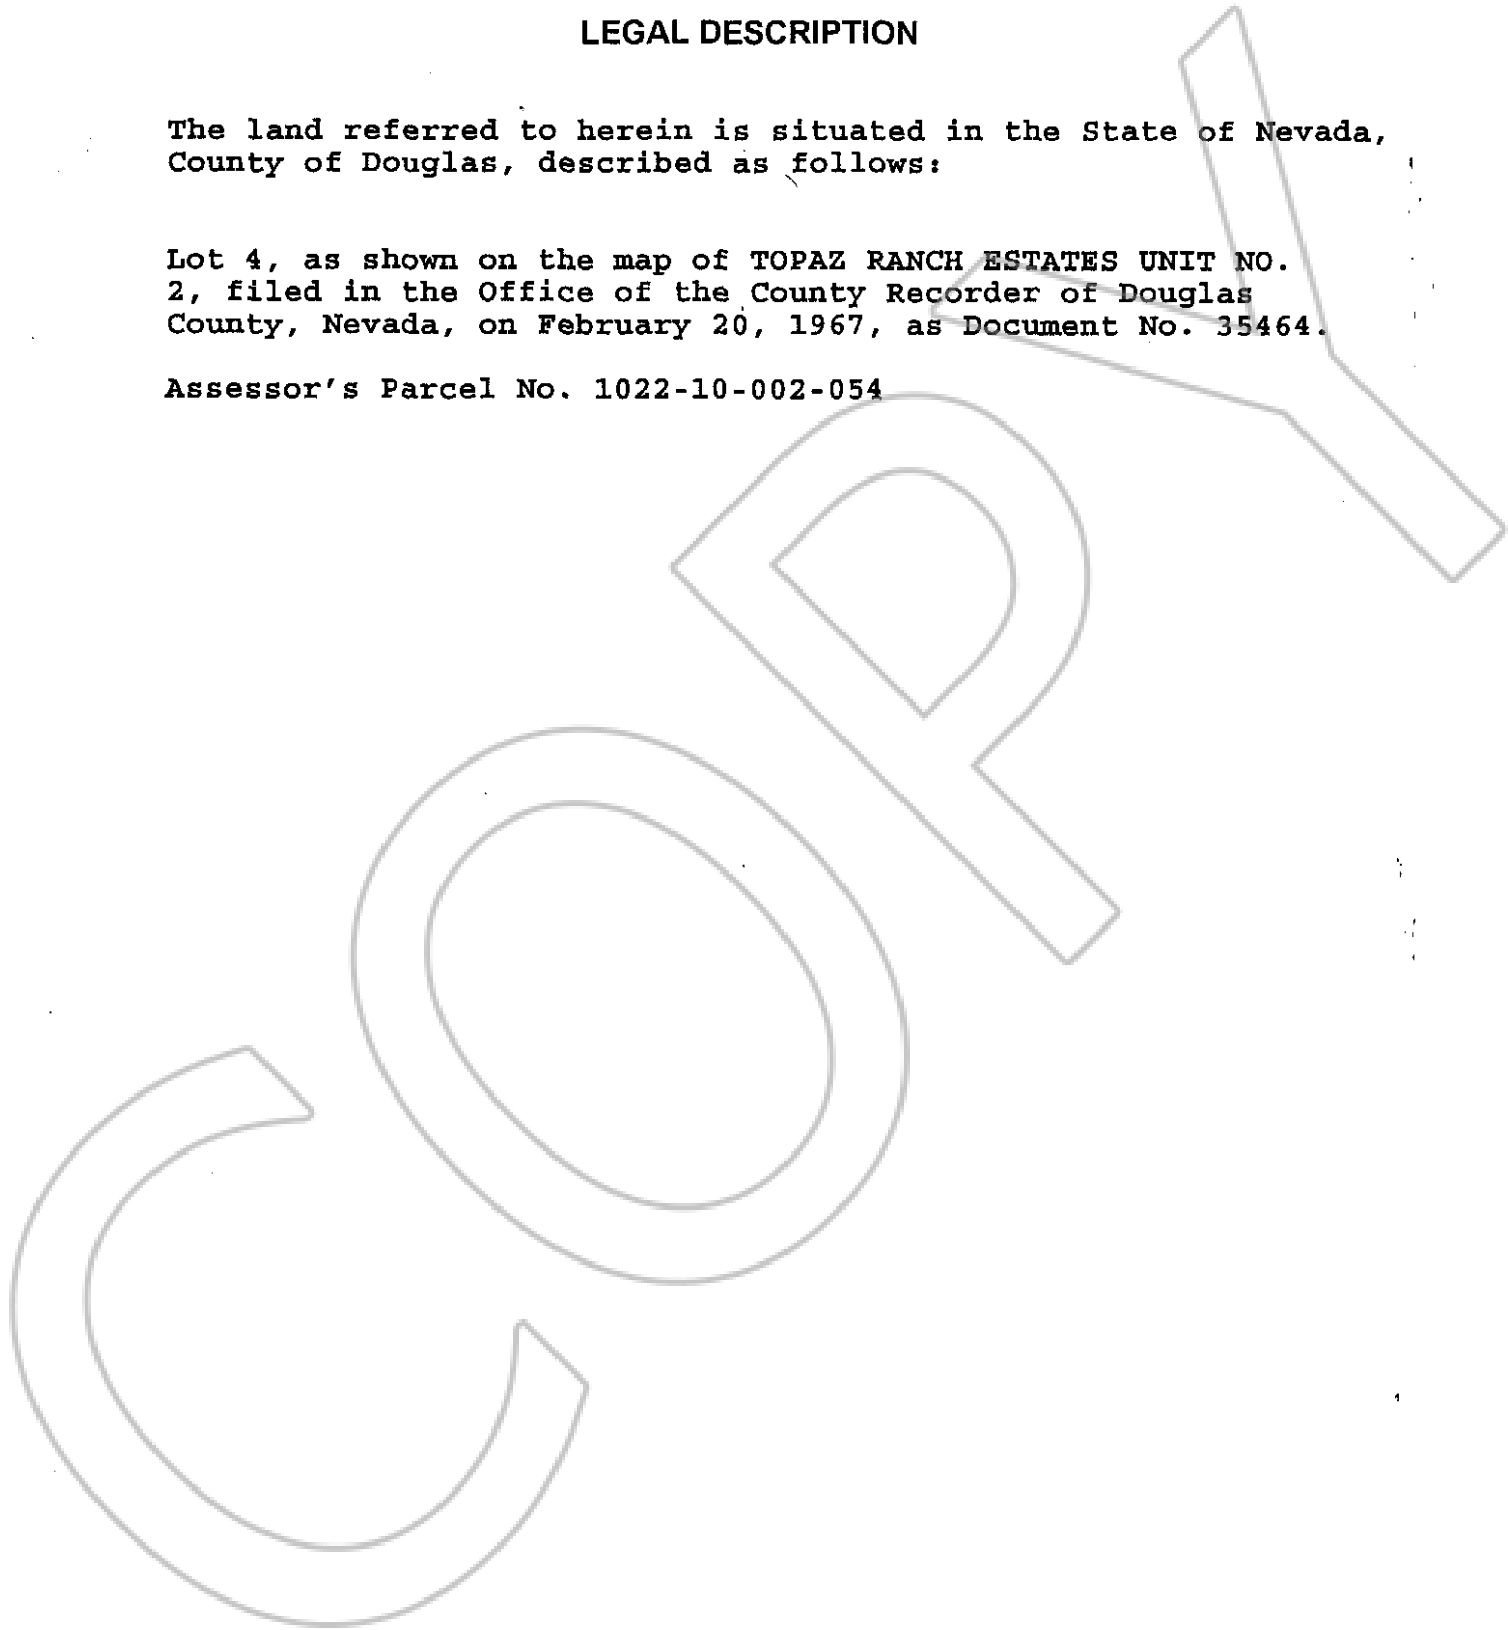 LEGAL DESCRIPTION
The land referred to herein is situated in the State of Nevada,
County of Douglas, described as follows:
Lot 4, as shown on the map of TOPAZ RANCH ESTATES UNIT NO.
2, filed in the Office of the County Recorder of Douglas
County, Nevada, on February 20, 1967, as Document No. 35464.
Assessor's Parcel No. 1022-10-002-054
COPY